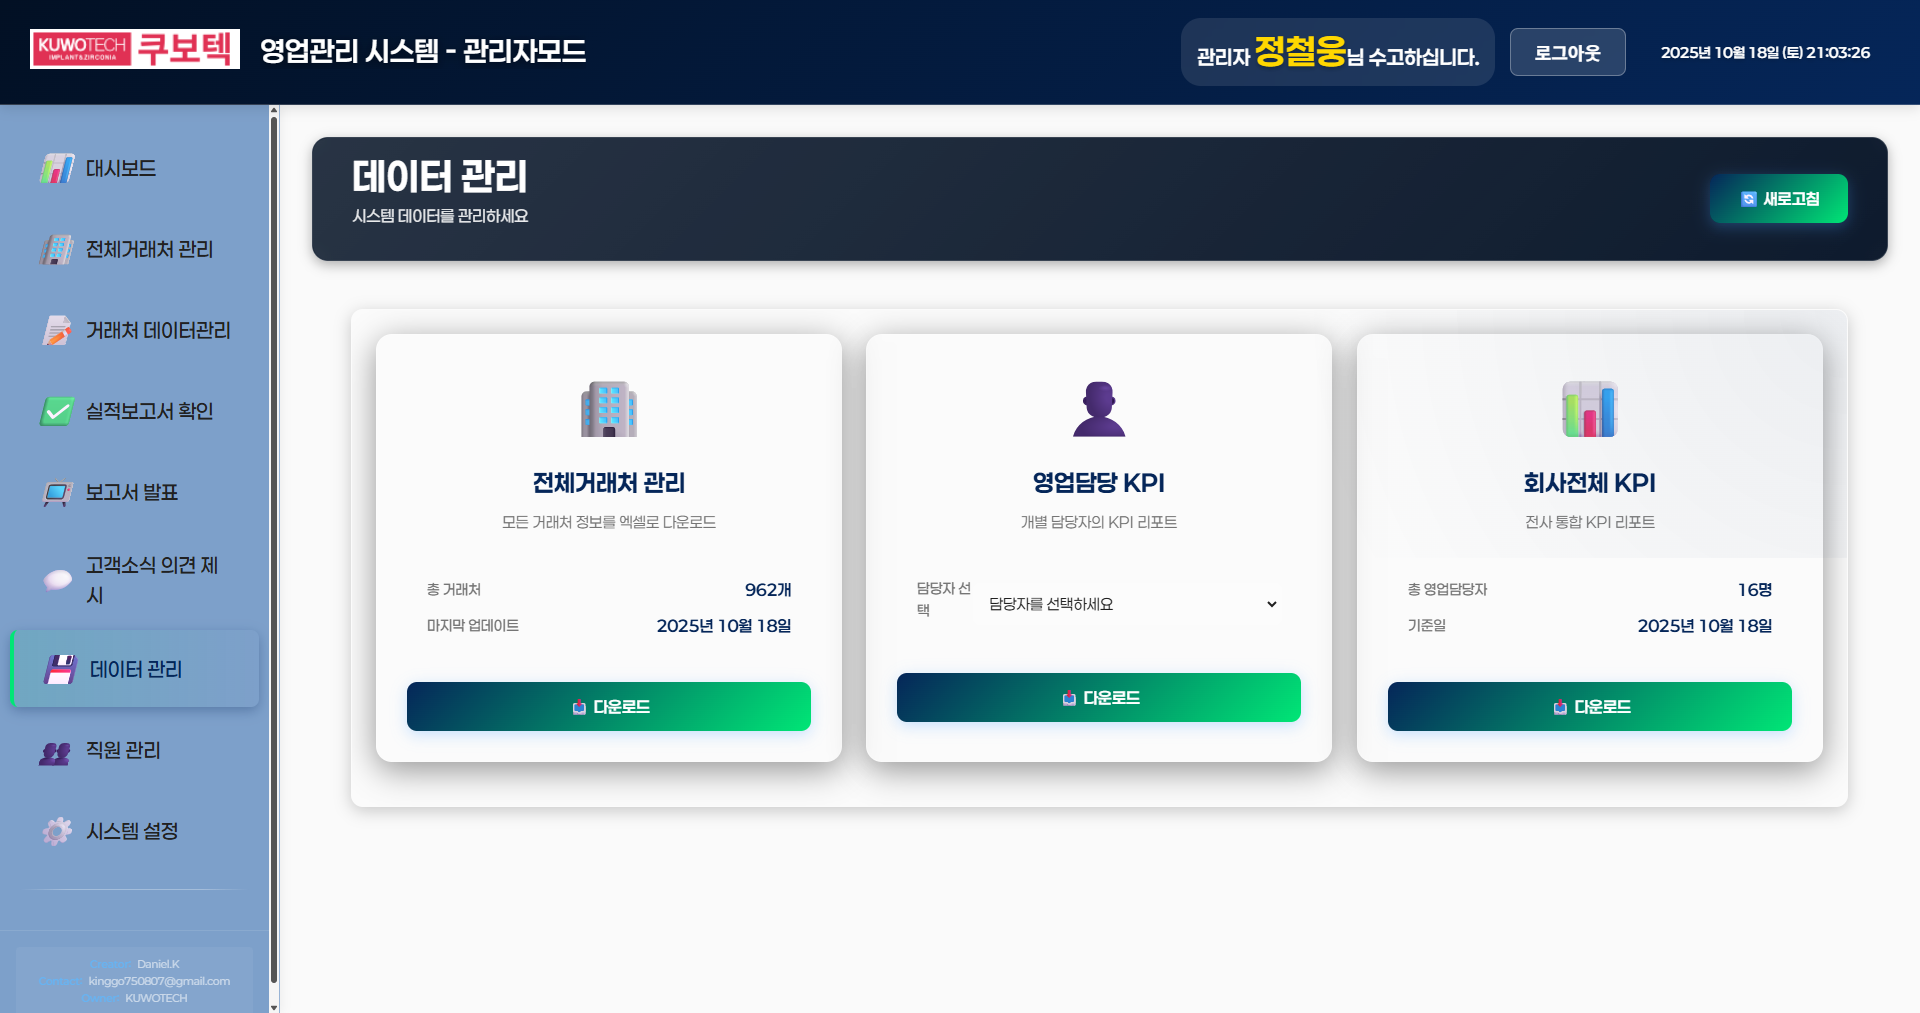 KUWOTECH
IMPLANT&ZIRCONIA
쿠보텍
영업관리 시스템 - 관리자모드
관리자 정철웅님 수고하십니다.
로그아웃
2025년 10월 18일 (토) 21:03:26
대시보드
전체거래처 관리
거래처 데이터관리
실적보고서 확인
보고서 발표
고객소식 의견 제
시
데이터 관리
직원 관리
시스템 설정
Daniel.K
kinggo750807@gmail.com
KUWOTECH
데이터 관리
시스템 데이터를 관리하세요
새로고침
전체거래처 관리
모든 거래처 정보를 엑셀로 다운로드
총 거래처 962개
마지막 업데이트 2025년 10월 18일
다운로드
영업담당 KPI
개별 담당자의 KPI 리포트
담당자 선
택
담당자를 선택하세요
다운로드
회사전체 KPI
전사 통합 KPI 리포트
총 영업담당자 16명
기준일 2025년 10월 18일
다운로드